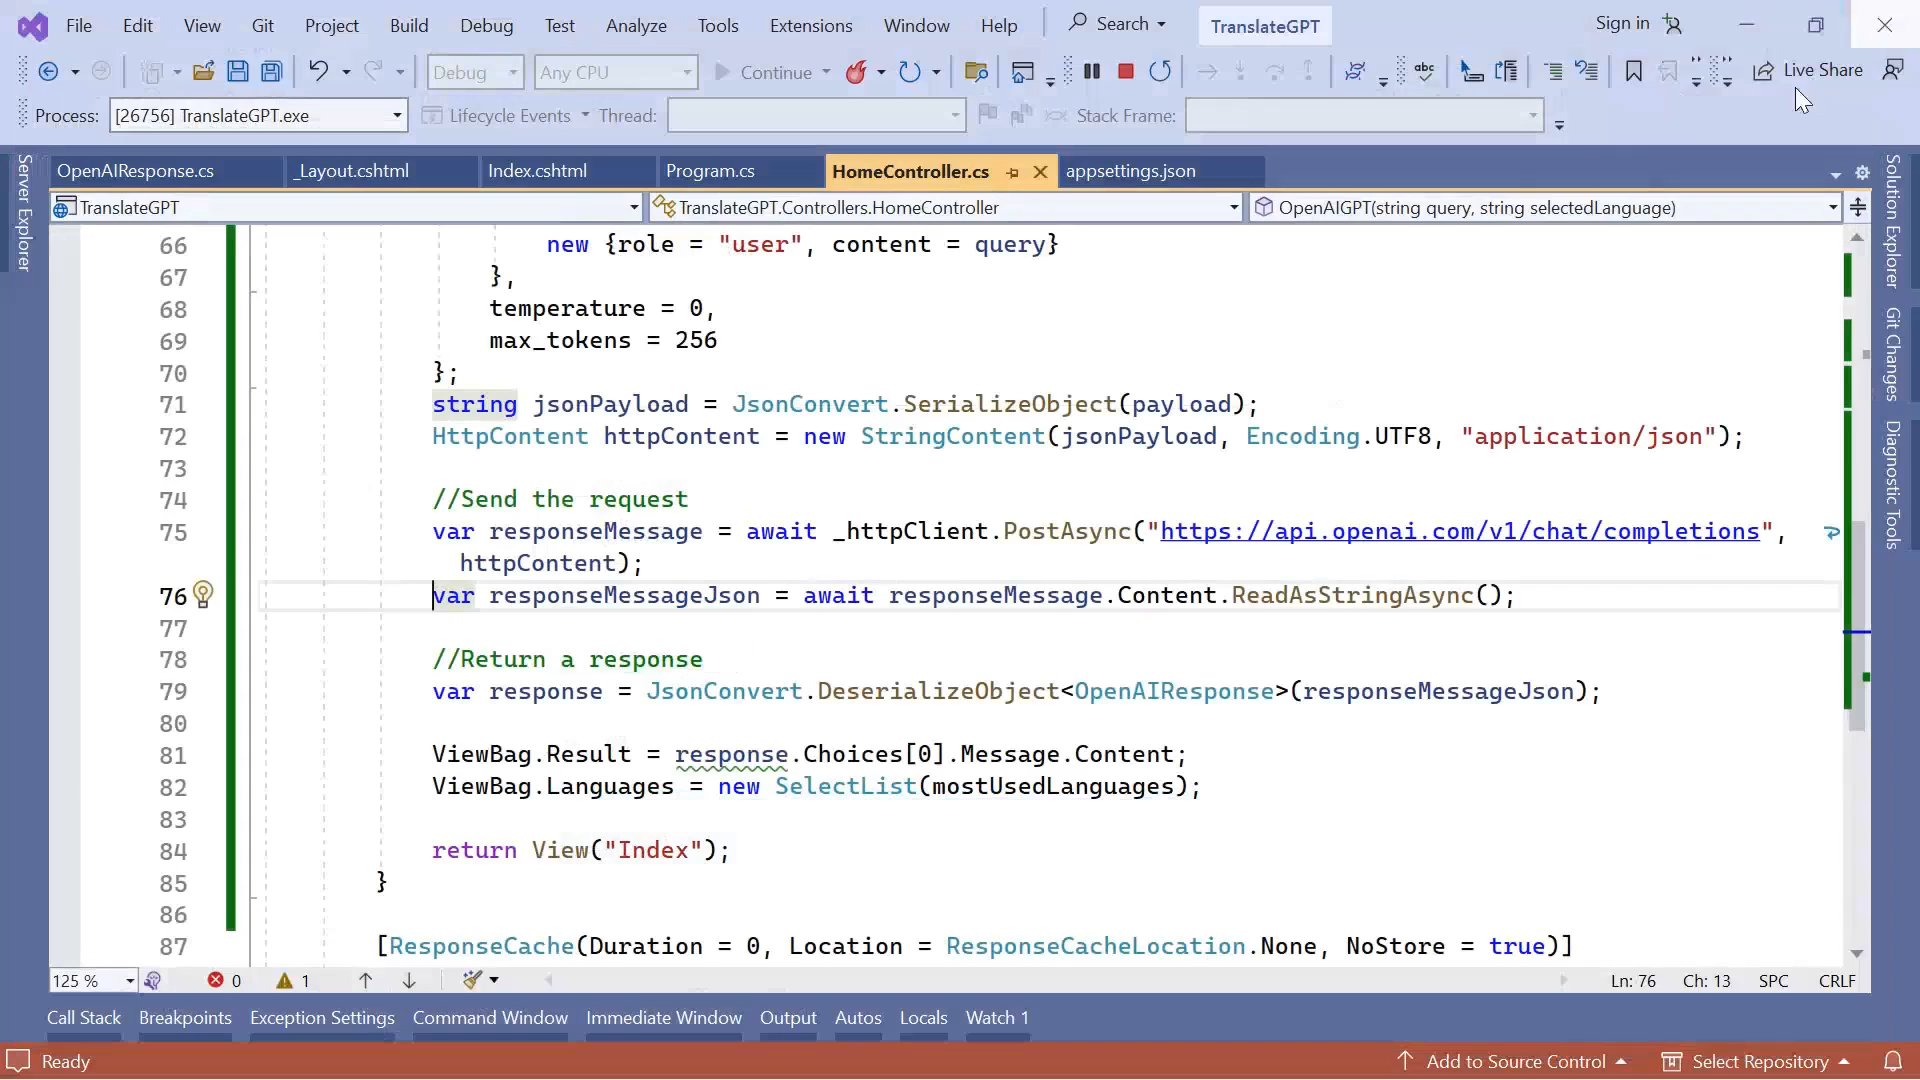 File Edit View Git Project Build Debug Test Analyze Tools Extensions Window Help Search TranslateGPT Sign in
Debug Any CPU Continue abc Live Share
Process: [26756] TranslateGPT.exe Lifecycle Events Thread: Stack Frame:
OpenAIResponse.cs _Layout.cshtml Index.cshtml Program.cs HomeController.cs appsettings.json
TranslateGPT TranslateGPT.Controllers.HomeController OpenAIGPT(string query, string selectedLanguage)
Server Explorer
66 new {role = "user", content = query}
67 },
68 temperature = 0,
69 max_tokens = 256
70 };
71 string jsonPayload = JsonConvert.SerializeObject(payload);
72 HttpContent httpContent = new StringContent(jsonPayload, Encoding.UTF8, "application/json");
73
74 //Send the request
75 var responseMessage = await _httpClient.PostAsync("https://api.openai.com/v1/chat/completions",
httpContent);
76 var responseMessageJson = await responseMessage.Content.ReadAsStringAsync();
77
78 //Return a response
79 var response = JsonConvert.DeserializeObject<OpenAIResponse>(responseMessageJson);
80
81 ViewBag.Result = response.Choices[0].Message.Content;
82 ViewBag.Languages = new SelectList(mostUsedLanguages);
83
84 return View("Index");
85 }
86
87 [ResponseCache(Duration = 0, Location = ResponseCacheLocation.None, NoStore = true)]
Solution Explorer
Git Changes
Diagnostic Tools
125 % 0 1 Ln: 76 Ch: 13 SPC CRLF
Call Stack Breakpoints Exception Settings Command Window Immediate Window Output Autos Locals Watch 1
Ready Add to Source Control Select Repository